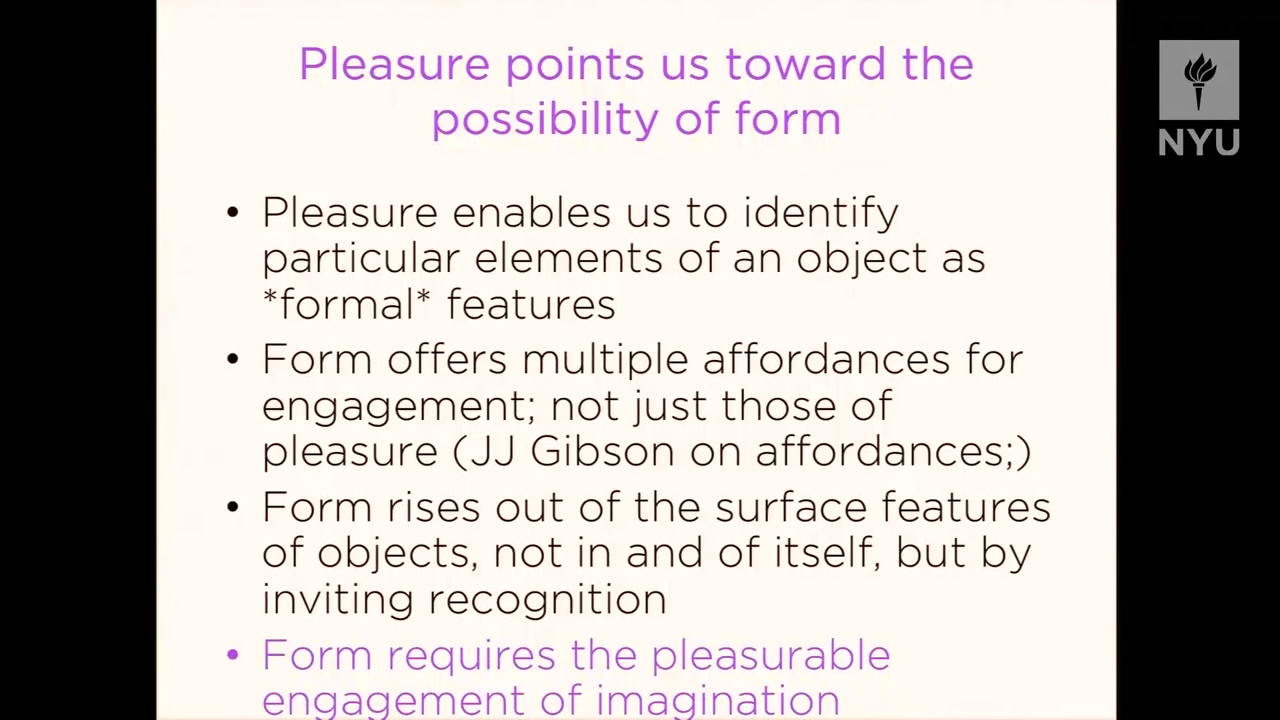 Pleasure points us toward the
possibility of form
• Pleasure enables us to identify
particular elements of an object as
*formal* features
• Form offers multiple affordances for
engagement; not just those of
pleasure (JJ Gibson on affordances;)
• Form rises out of the surface features
of objects, not in and of itself, but by
inviting recognition
• Form requires the pleasurable
engagement of imagination
NYU